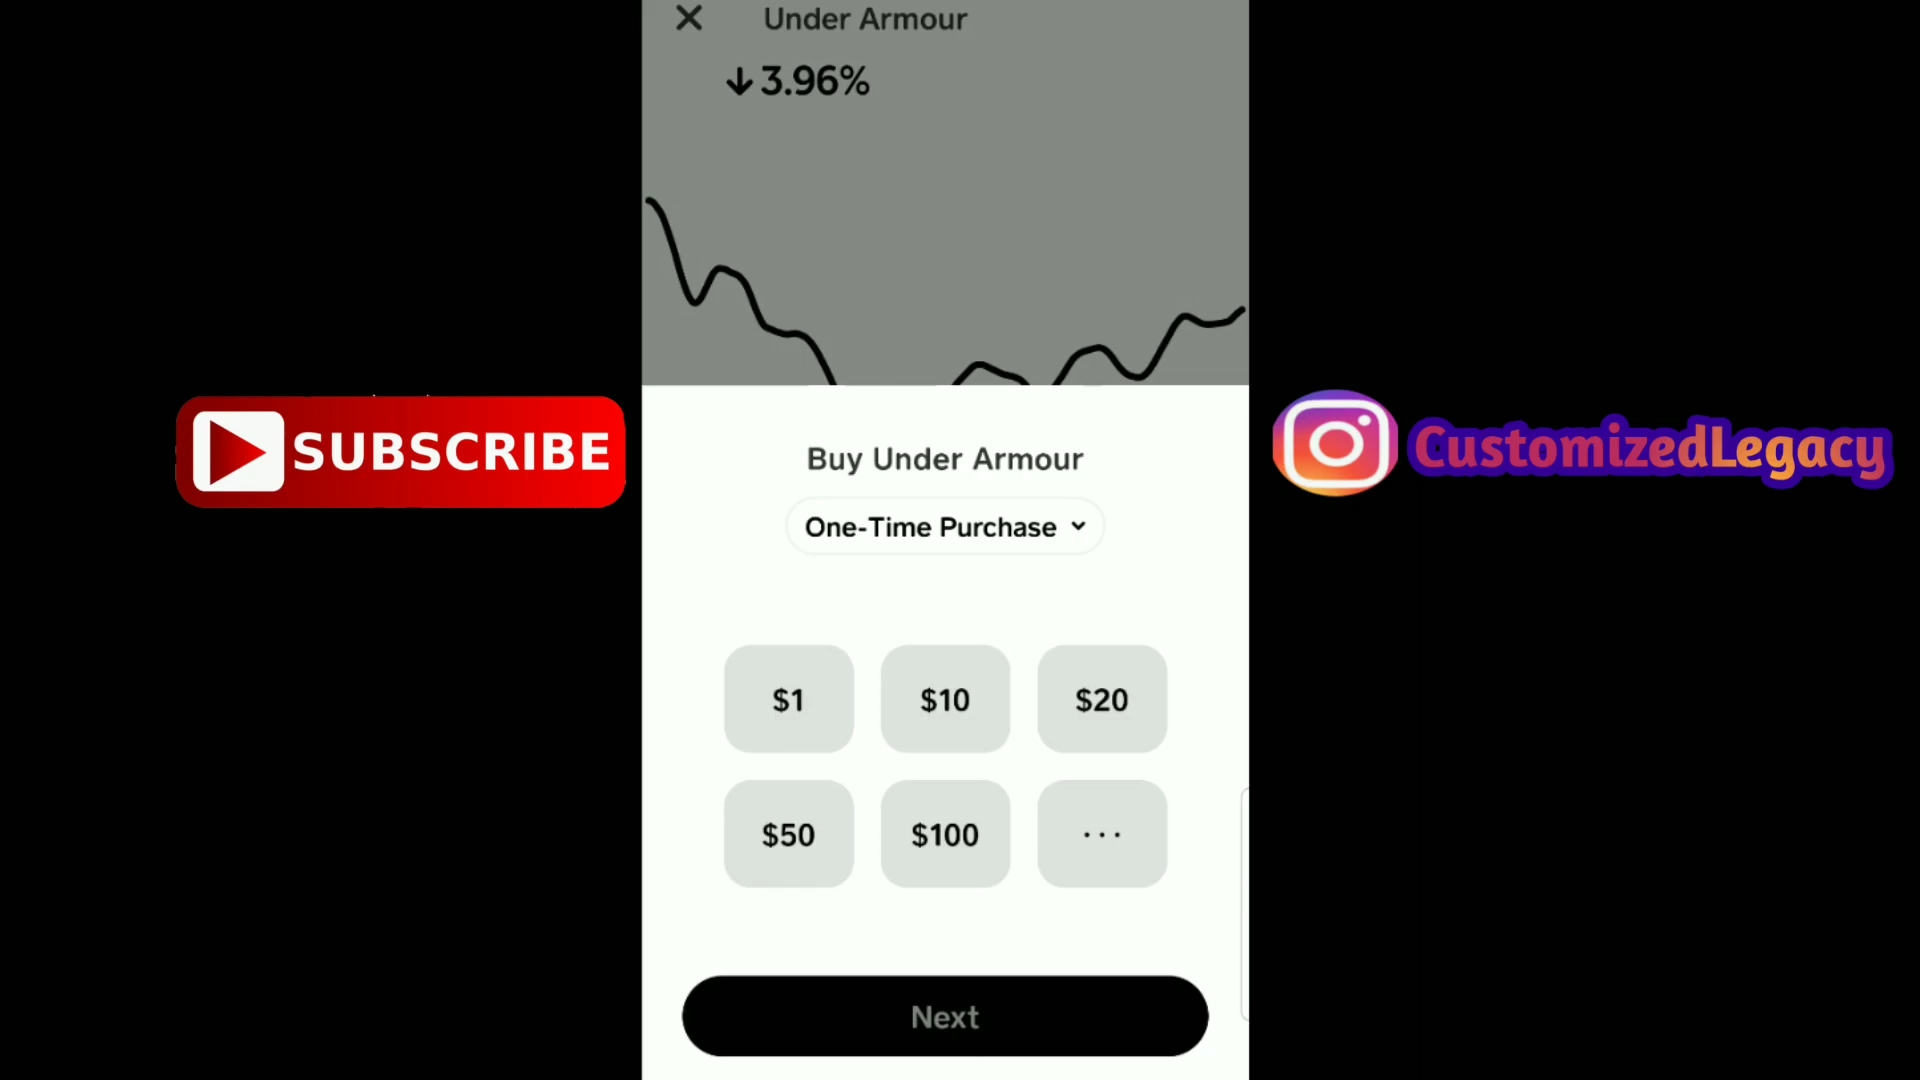 Under Armour
↓3.96%
SUBSCRIBE
CustomizedLegacy
Buy Under Armour
One-Time Purchase
$1
$10
$20
$50
$100
...
Next